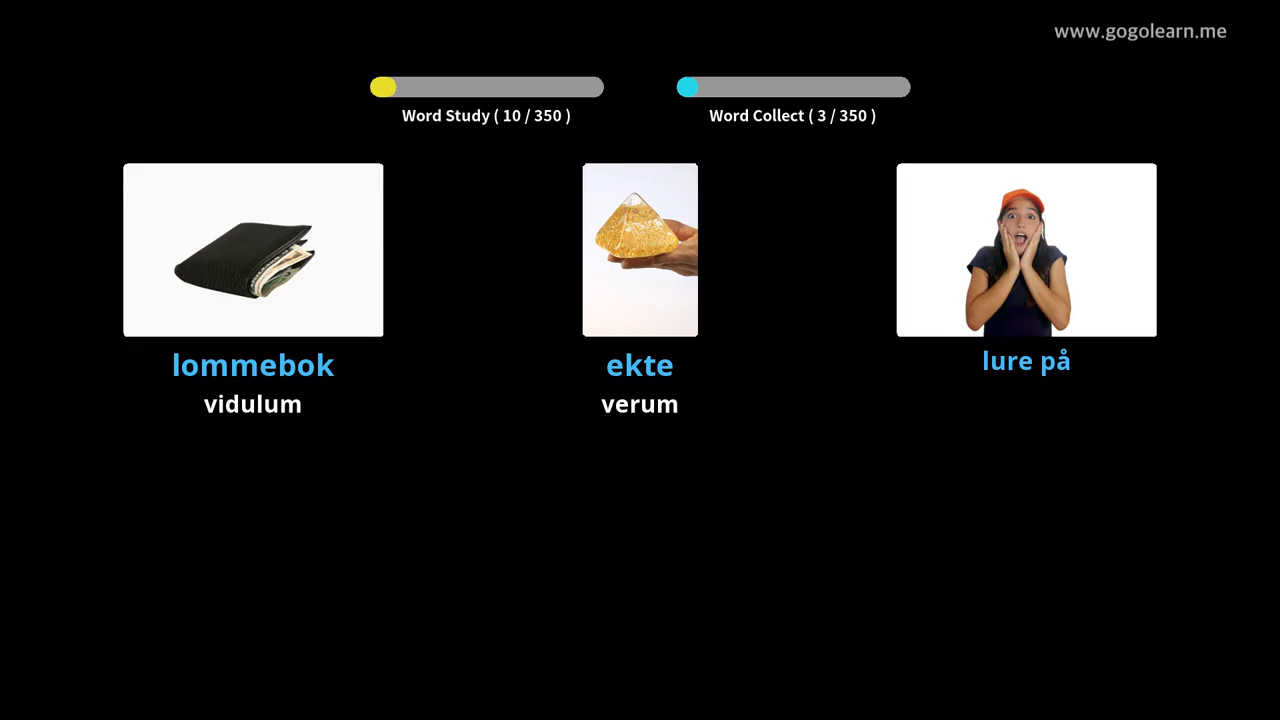 www.gogolearn.me
Word Study ( 10 / 350 )
Word Collect ( 3 / 350 )
lommebok
vidulum
ekte
verum
lure på